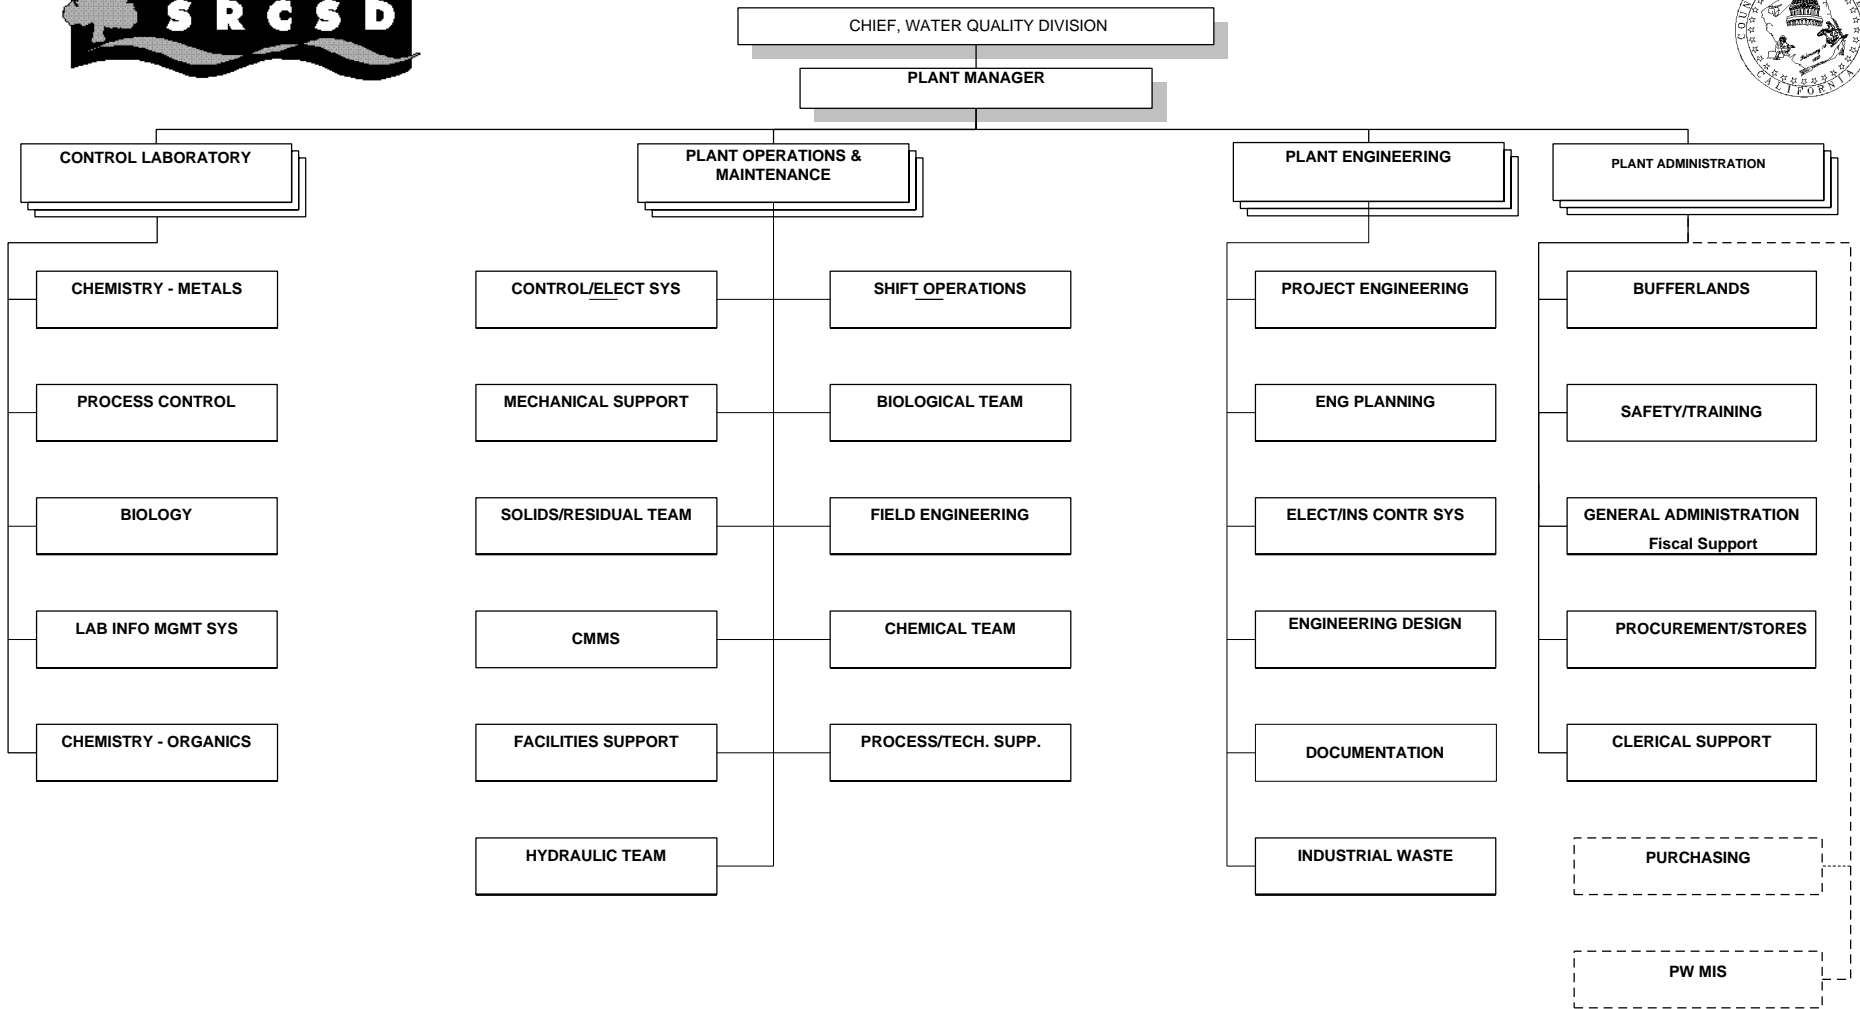 SRCSD
CHIEF, WATER QUALITY DIVISION
PLANT MANAGER
CONTROL LABORATORY
PLANT OPERATIONS &
MAINTENANCE
PLANT ENGINEERING
PLANT ADMINISTRATION
CHEMISTRY - METALS
PROCESS CONTROL
BIOLOGY
LAB INFO MGMT SYS
CHEMISTRY - ORGANICS
CONTROL/ELECT SYS
MECHANICAL SUPPORT
SOLIDS/RESIDUAL TEAM
CMMS
FACILITIES SUPPORT
HYDRAULIC TEAM
SHIFT OPERATIONS
BIOLOGICAL TEAM
FIELD ENGINEERING
CHEMICAL TEAM
PROCESS/TECH. SUPP.
PROJECT ENGINEERING
ENG PLANNING
ELECT/INS CONTR SYS
ENGINEERING DESIGN
DOCUMENTATION
INDUSTRIAL WASTE
BUFFERLANDS
SAFETY/TRAINING
GENERAL ADMINISTRATION
Fiscal Support
PROCUREMENT/STORES
CLERICAL SUPPORT
PURCHASING
PW MIS
CALIFORNIA